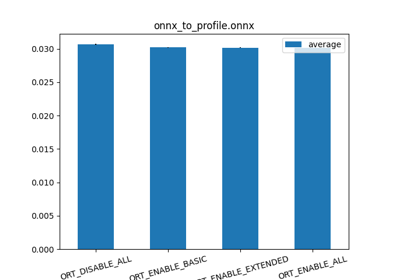 onnx_to_profile.onnx
average
0.030
0.025
0.020
0.015
0.010
0.005
0.000
ORT_DISABLE_ALL
ORT_ENABLE_BASIC
ORT_ENABLE_EXTENDED
ORT_ENABLE_ALL